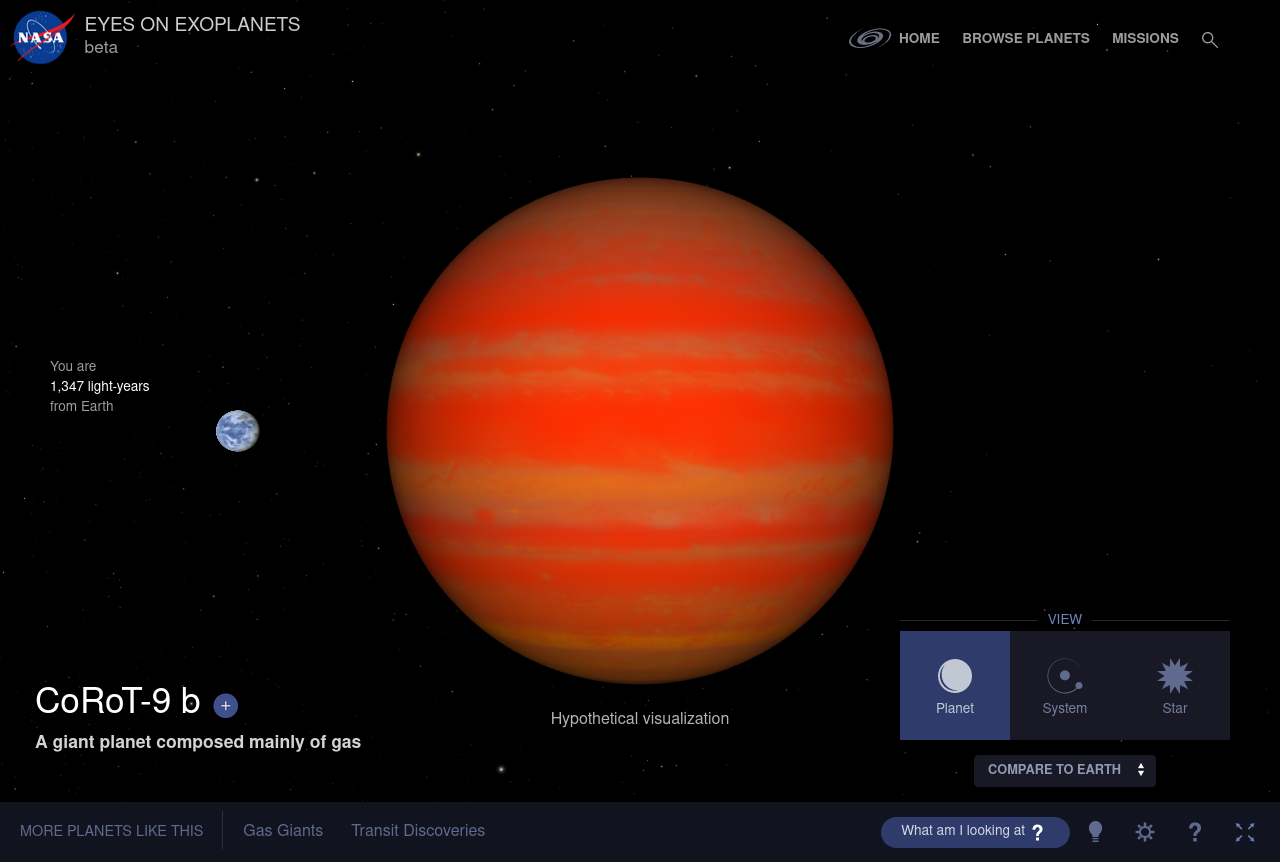 NASA
EYES ON EXOPLANETS
beta
HOME
BROWSE PLANETS
MISSIONS
You are
1,347 light-years
from Earth
CoRoT-9 b +
A giant planet composed mainly of gas
Hypothetical visualization
VIEW
Planet
System
Star
COMPARE TO EARTH
MORE PLANETS LIKE THIS
Gas Giants
Transit Discoveries
What am I looking at ?
?